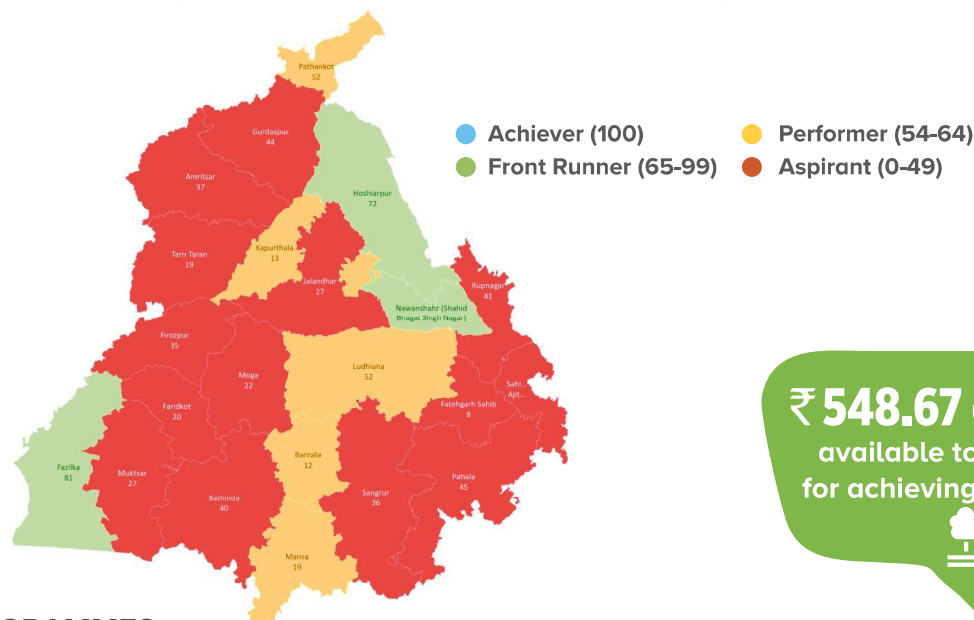 Pathankot
52
Gurdaspur
44
Amritsar
37
Hoshiarpur
72
Tarn Taran
19
Kapurthala
13
Jalandhar
27
Rupnagar
41
Nawanshahr (Shahid
Bhagat Singh Nagar)
Firozpur
35
Moga
22
Ludhiana
52
Sahi...
Ajit...
Faridkot
20
Fatehgarh Sahib
8
Fazilka
81
Muktsar
27
Barnala
12
Bathinda
40
Sangrur
36
Patiala
45
Mansa
19
Achiever (100)
Performer (54-64)
Front Runner (65-99)
Aspirant (0-49)
₹ 548.67
available to
for achieving